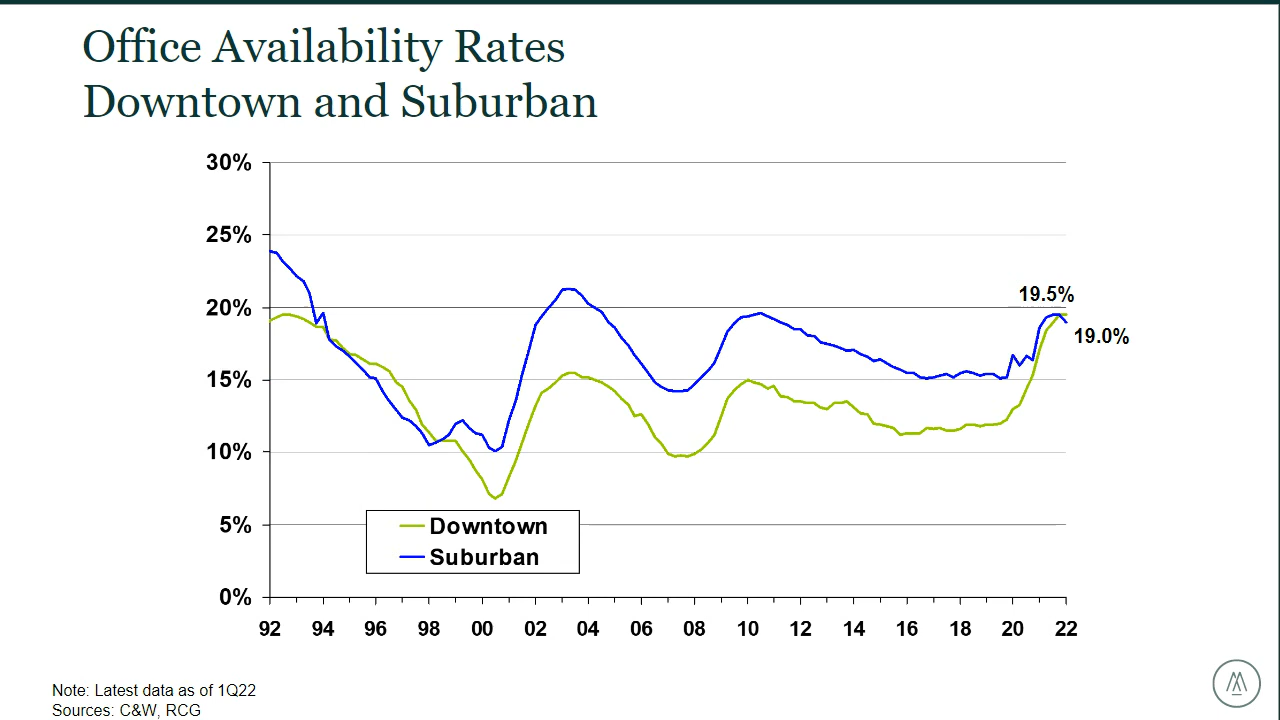 Office Availability Rates
Downtown and Suburban
30%
25%
20%
15%
10%
5%
0%
19.5%
19.0%
Downtown
Suburban
92 94 96 98 00 02 04 06 08 10 12 14 16 18 20 22
Note: Latest data as of 1Q22
Sources: C&W, RCG